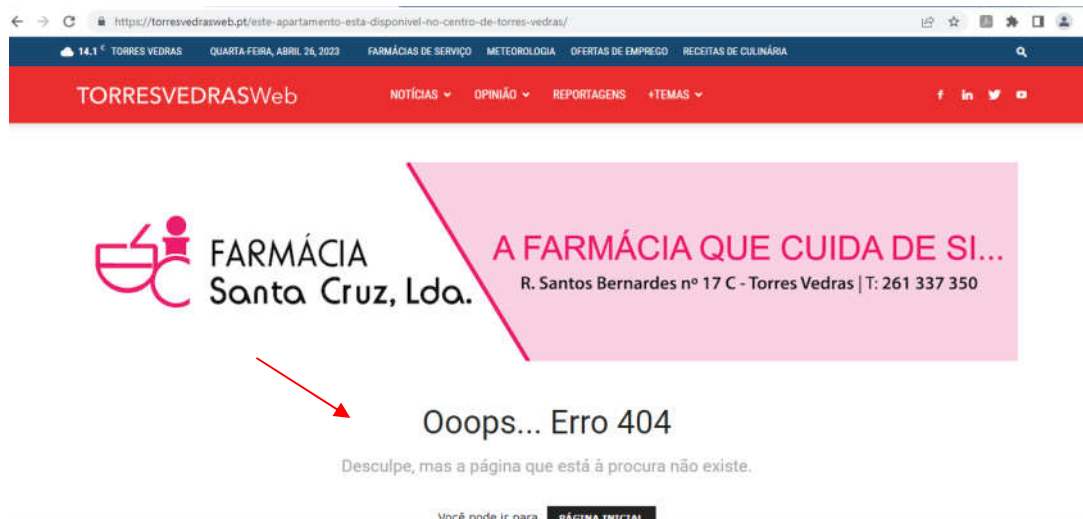 https://torresvedrasweb.pt/este-apartamento-esta-disponivel-no-centro-de-torres-vedras/
14.1 C TORRES VEDRAS QUARTA-FEIRA, ABRIL 26, 2023 FARMÁCIAS DE SERVIÇO METEOROLOGIA OFERTAS DE EMPREGO RECEITAS DE CULINÁRIA
TORRESVEDRASWeb NOTÍCIAS OPINIÃO REPORTAGENS +TEMAS
FARMÁCIA
Santa Cruz, Lda.
A FARMÁCIA QUE CUIDA DE SI...
R. Santos Bernardes nº 17 C - Torres Vedras | T: 261 337 350
Ooops... Erro 404
Desculpe, mas a página que está à procura não existe.
Você pode ir para PÁGINA INICIAL